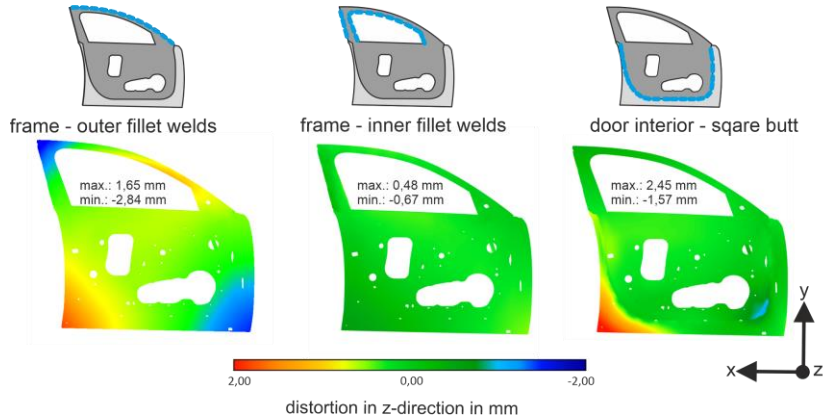 frame - outer fillet welds
frame - inner fillet welds
door interior - sqare butt
max.: 1,65 mm
min.: -2,84 mm
max.: 0,48 mm
min.: -0,67 mm
max.: 2,45 mm
min.: -1,57 mm
y
x
z
2,00
0,00
-2,00
distortion in z-direction in mm